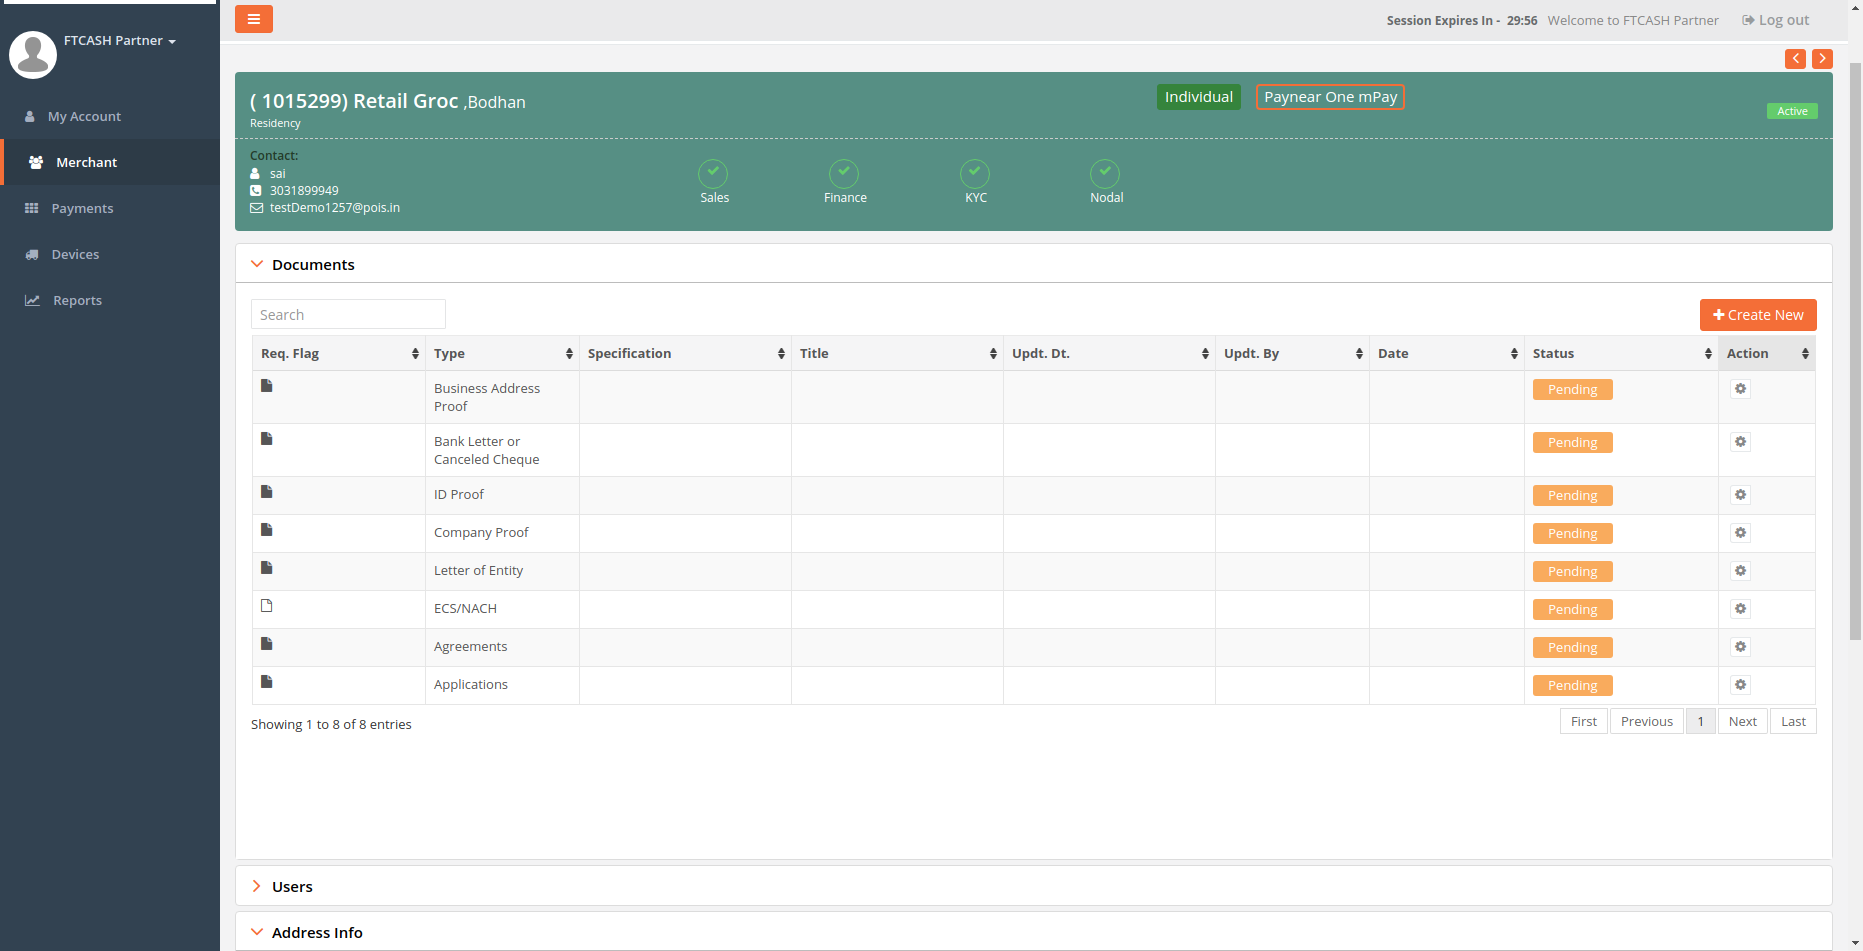 Session Expires In - 29:56 Welcome to FTCASH Partner Log out
FTCASH Partner
My Account
Merchant
Payments
Devices
Reports
( 1015299) Retail Groc ,Bodhan
Residency
Individual
Paynear One mPay
Active
Contact:
sai
3031899949
testDemo1257@pois.in
Sales
Finance
KYC
Nodal
Documents
Search
Create New
Req. Flag Type Specification Title Updt. Dt. Updt. By Date Status Action
Business Address
Proof
Pending
Bank Letter or
Canceled Cheque
Pending
ID Proof Pending
Company Proof Pending
Letter of Entity Pending
ECS/NACH Pending
Agreements Pending
Applications Pending
Showing 1 to 8 of 8 entries
First Previous 1 Next Last
Users
Address Info